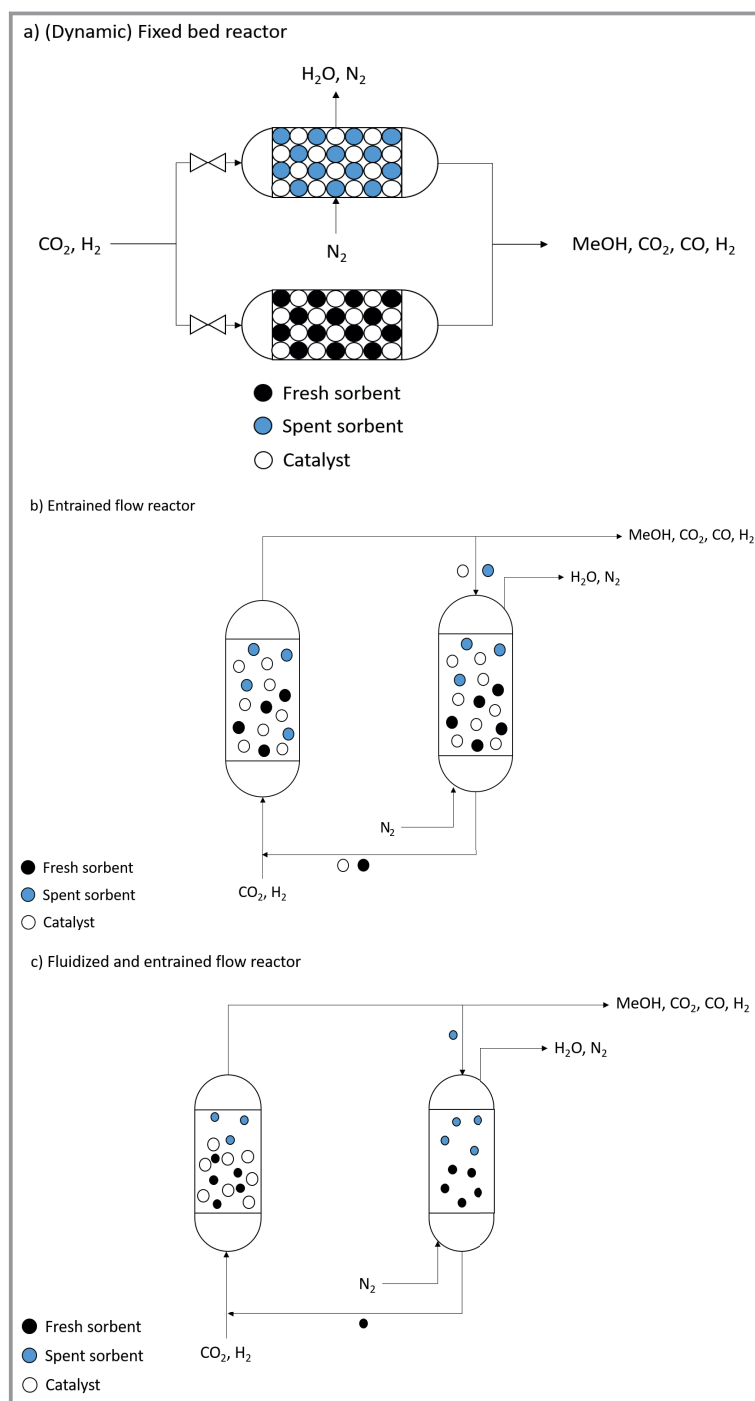 a) (Dynamic) Fixed bed reactor
H₂O, N₂
CO₂, H₂
N₂
MeOH, CO₂, CO, H₂
Fresh sorbent
Spent sorbent
Catalyst
b) Entrained flow reactor
MeOH, CO₂, CO, H₂
H₂O, N₂
N₂
Fresh sorbent
Spent sorbent
CO₂, H₂
Catalyst
c) Fluidized and entrained flow reactor
MeOH, CO₂, CO, H₂
H₂O, N₂
N₂
Fresh sorbent
Spent sorbent
CO₂, H₂
Catalyst